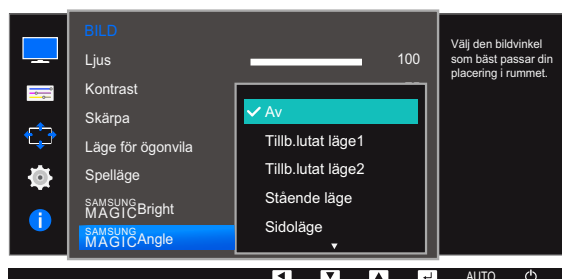 BILD
Ljus 100
Kontrast
Skärpa
Läge för ögonvila
Spelläge
SAMSUNG
MAGICBright
SAMSUNG
MAGICAngle
Av
Tillb.lutat läge1
Tillb.lutat läge2
Stående läge
Sidoläge
Välj den bildvinkel
som bäst passar din
placering i rummet.
AUTO